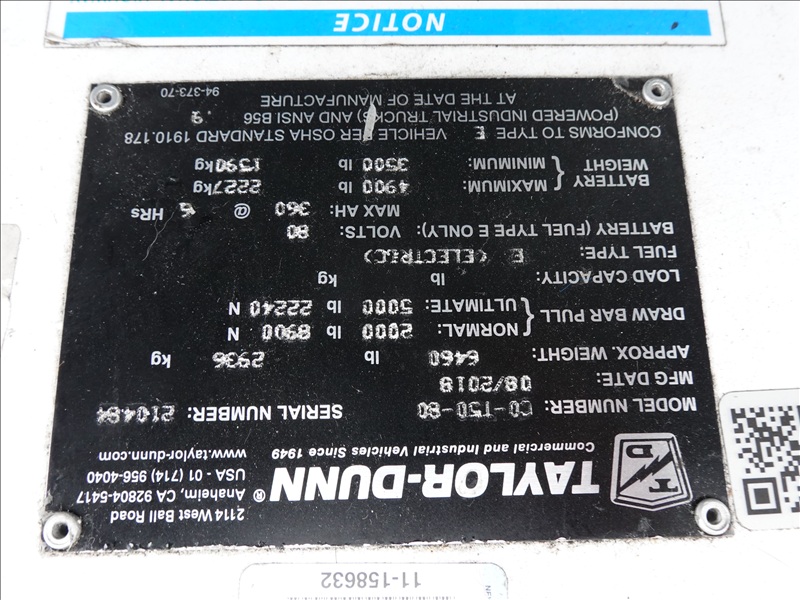 11-158632
TAYLOR-DUNN®
Commercial and Industrial Vehicles Since 1949
2114 West Ball Road
Anaheim, CA 92804-5417
USA - 01 (714) 956-4040
www.taylor-dunn.com
MODEL NUMBER: CO-T50-80 SERIAL NUMBER: 210484
MFG DATE: 08/2018
APPROX. WEIGHT: 6460 lb 2936 kg
DRAW BAR PULL { NORMAL: 2000 lb 8900 N
ULTIMATE: 5000 lb 22240 N
LOAD CAPACITY: lb kg
FUEL TYPE: E (ELECTRIC)
BATTERY (FUEL TYPE E ONLY): VOLTS: 80
MAX AH: 360 @ 6 HRs
BATTERY WEIGHT { MAXIMUM: 4900 lb 2227kg
MINIMUM: 3500 lb 1590kg
CONFORMS TO TYPE E VEHICLE PER OSHA STANDARD 1910.178
(POWERED INDUSTRIAL TRUCKS) AND ANSI B56
AT THE DATE OF MANUFACTURE
94-373-70
NOTICE